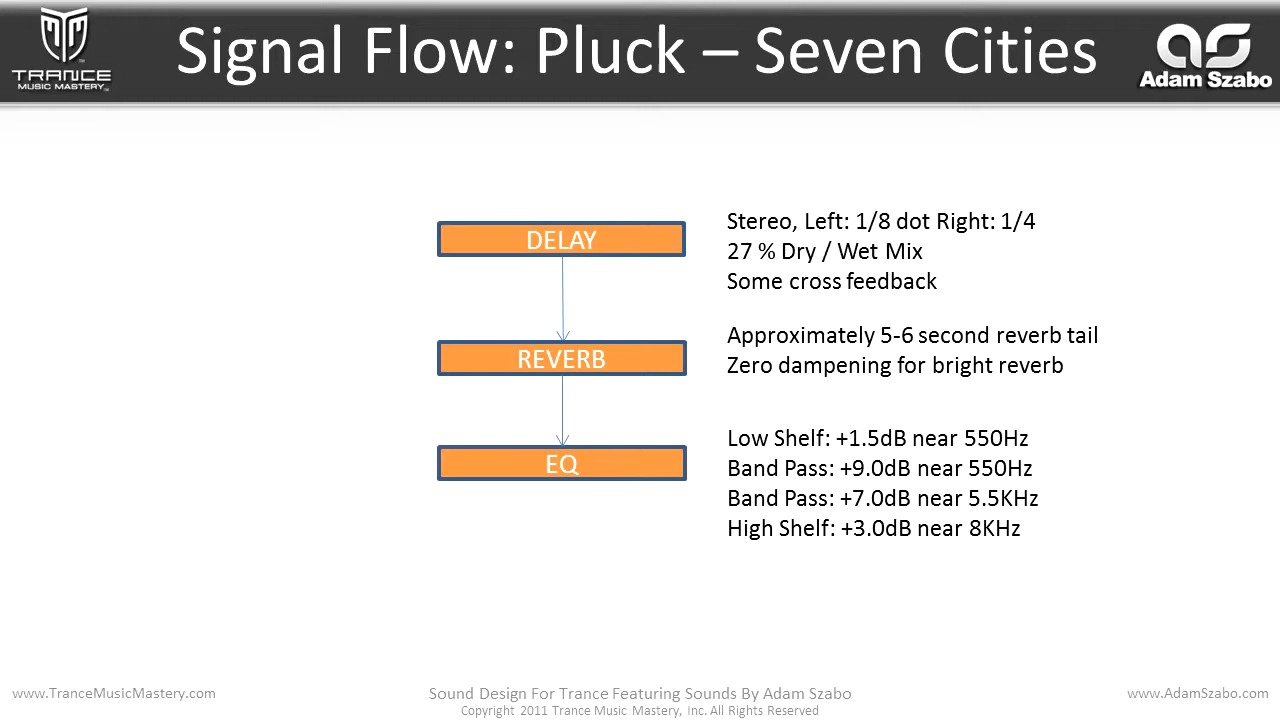 TRANCE
MUSIC MASTERY™
Signal Flow: Pluck – Seven Cities
Adam Szabo
DELAY
Stereo, Left: 1/8 dot Right: 1/4
27 % Dry / Wet Mix
Some cross feedback
REVERB
Approximately 5-6 second reverb tail
Zero dampening for bright reverb
EQ
Low Shelf: +1.5dB near 550Hz
Band Pass: +9.0dB near 550Hz
Band Pass: +7.0dB near 5.5KHz
High Shelf: +3.0dB near 8KHz
www.TranceMusicMastery.com
Sound Design For Trance Featuring Sounds By Adam Szabo
Copyright 2011 Trance Music Mastery, Inc. All Rights Reserved
www.AdamSzabo.com